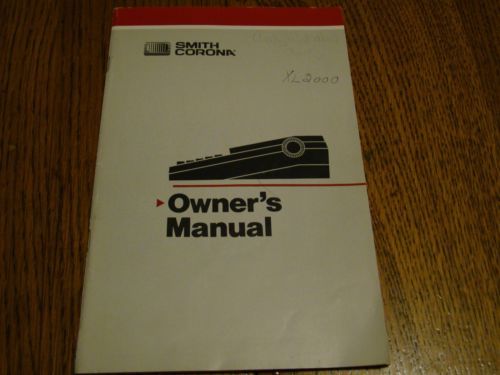 SMITH
CORONA
XL2000
Owner's
Manual